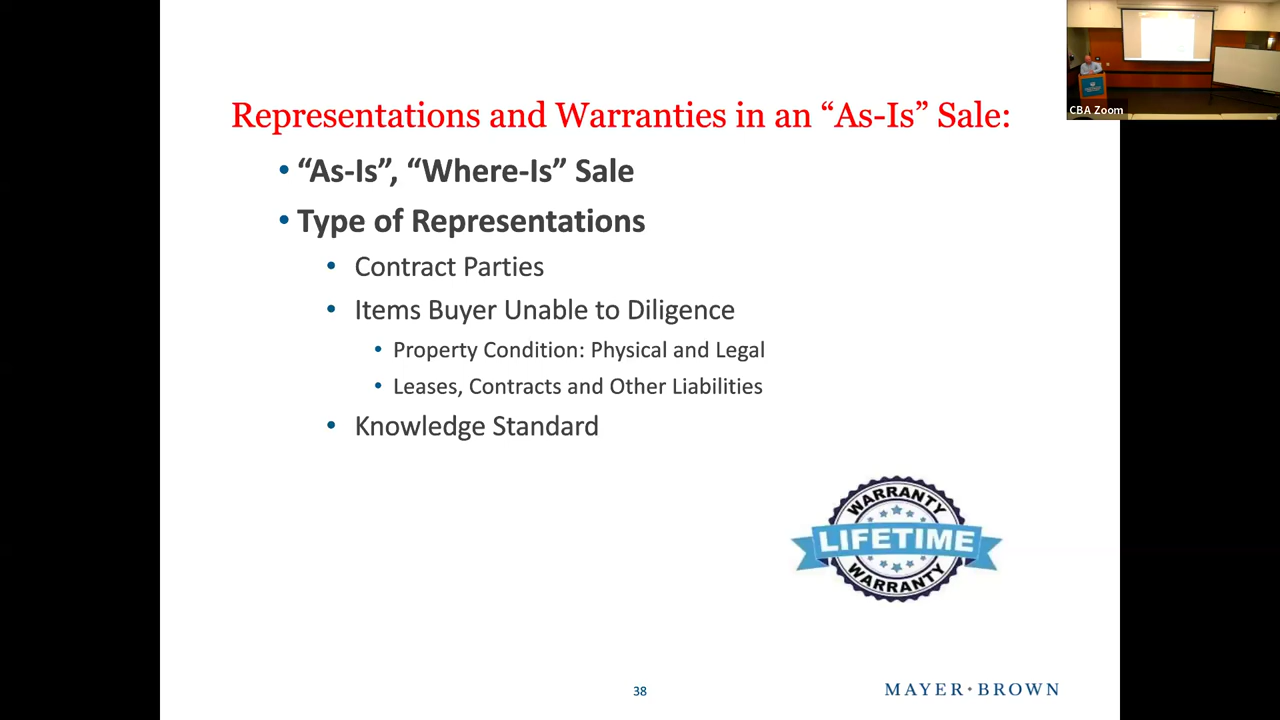 Representations and Warranties in an “As-Is” Sale:
• “As-Is”, “Where-Is” Sale
• Type of Representations
• Contract Parties
• Items Buyer Unable to Diligence
• Property Condition: Physical and Legal
• Leases, Contracts and Other Liabilities
• Knowledge Standard
WARRANTY
LIFETIME
WARRANTY
38
MAYER•BROWN
CBA Zoom